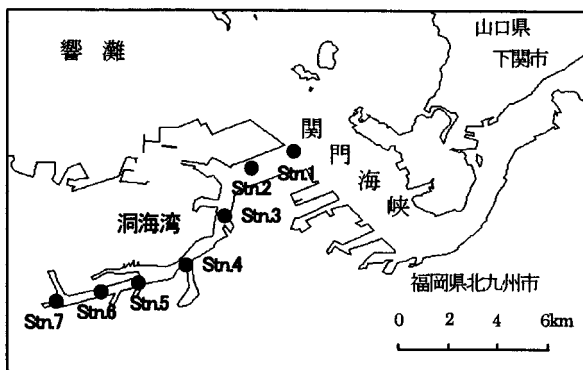 山口県
下関市
響灘
関門海峡
Stn.1
Stn.2
洞海湾
Stn.3
Stn.4
Stn.5
Stn.6
Stn.7
福岡県北九州市
0 2 4 6km